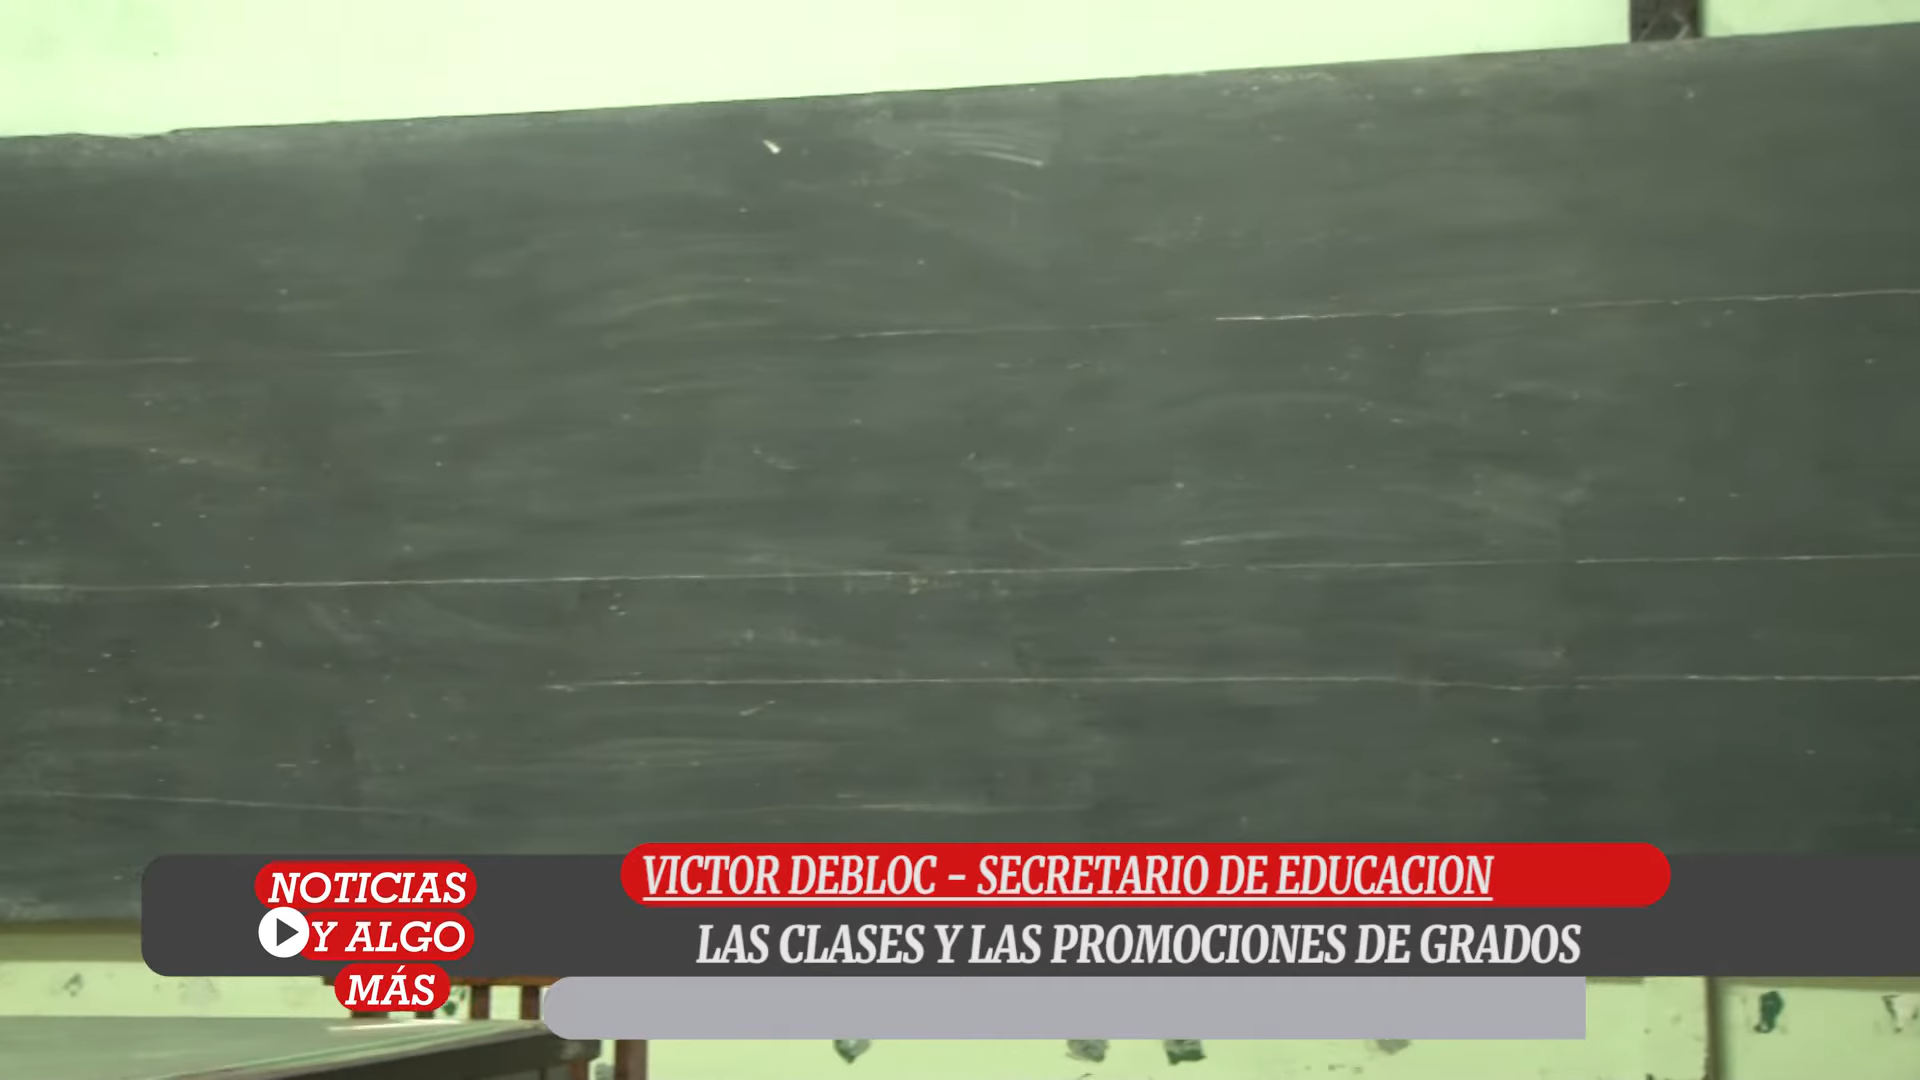 NOTICIAS
Y ALGO
MÁS
VICTOR DEBLOC - SECRETARIO DE EDUCACION
LAS CLASES Y LAS PROMOCIONES DE GRADOS